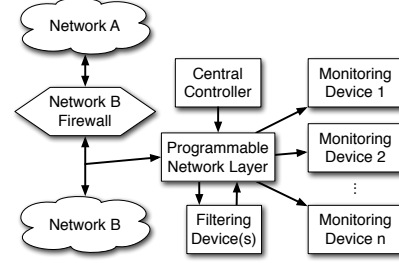 Network A
Network B
Firewall
Network B
Central
Controller
Programmable
Network Layer
Filtering
Device(s)
Monitoring
Device 1
Monitoring
Device 2
...
Monitoring
Device n